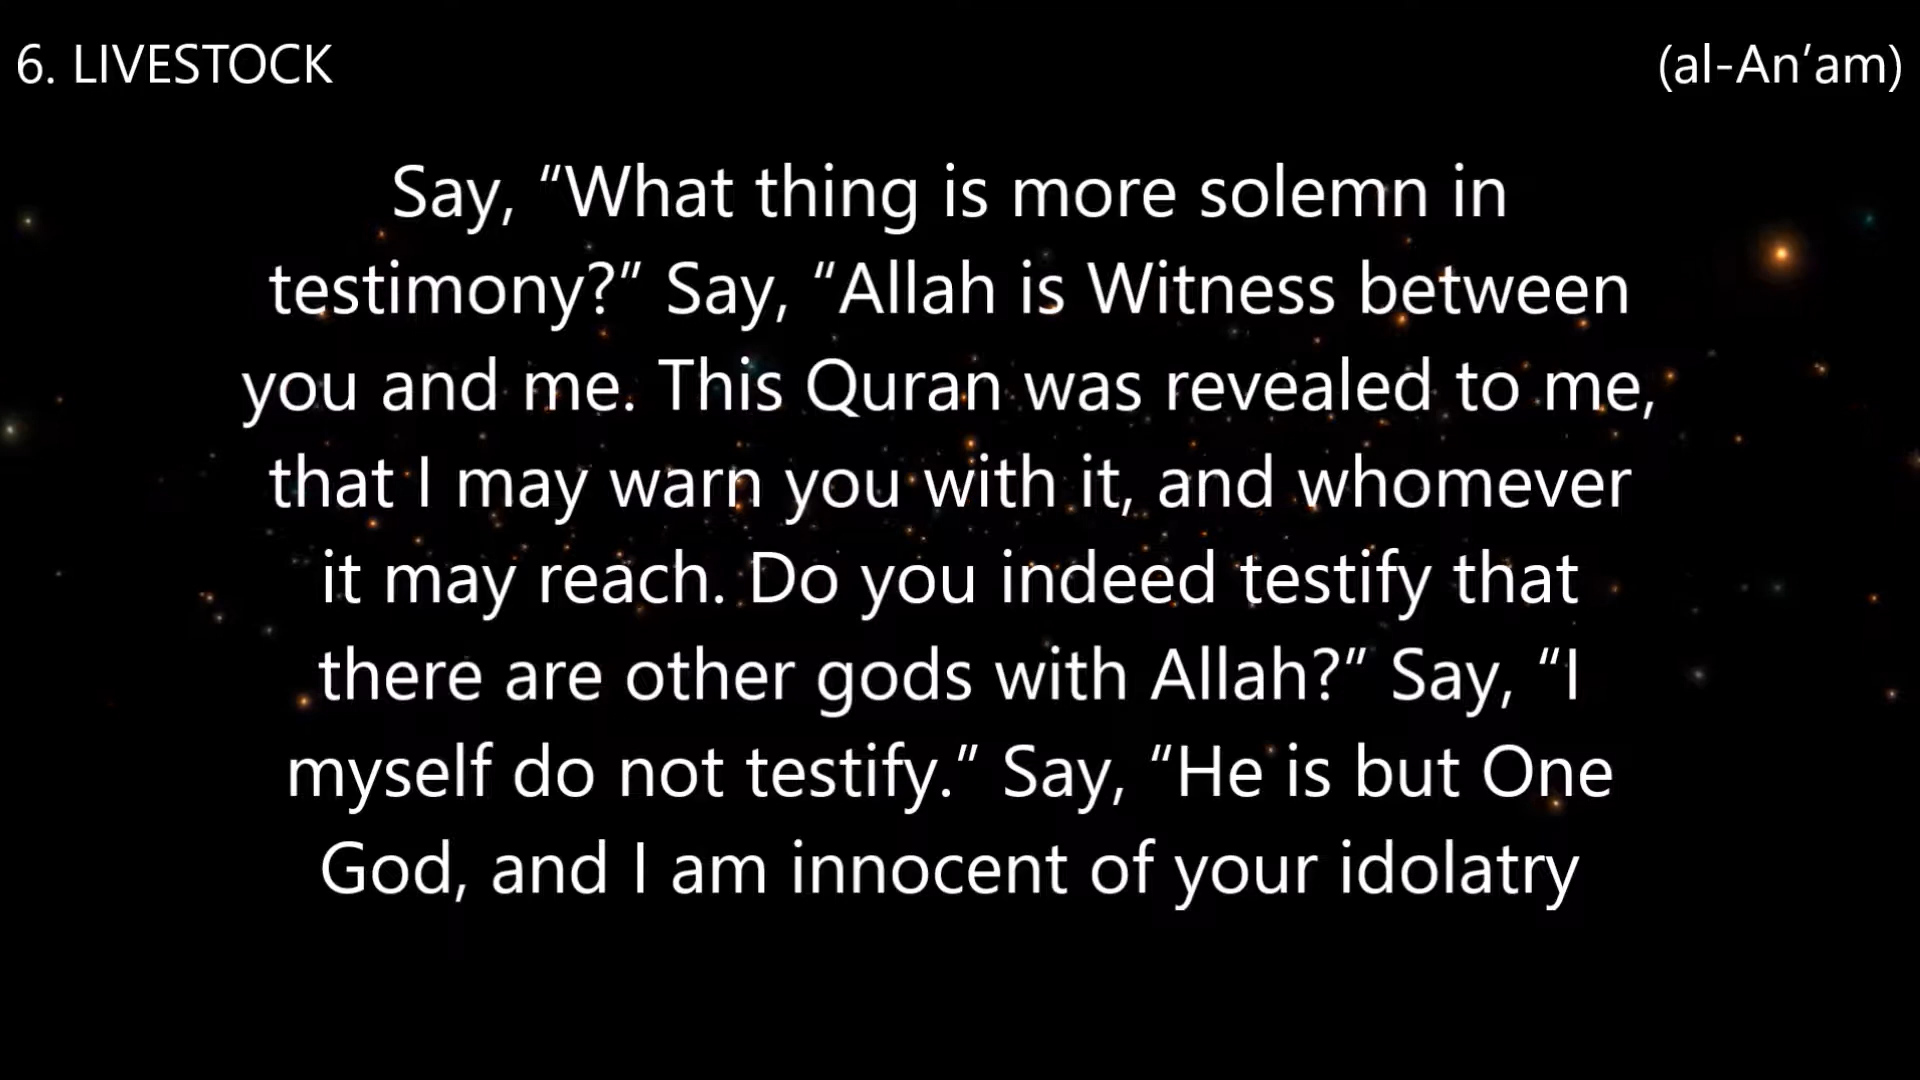 6. LIVESTOCK
(al-An’am)
Say, “What thing is more solemn in
testimony?” Say, “Allah is Witness between
you and me. This Quran was revealed to me,
that I may warn you with it, and whomever
it may reach. Do you indeed testify that
there are other gods with Allah?” Say, “I
myself do not testify.” Say, “He is but One
God, and I am innocent of your idolatry